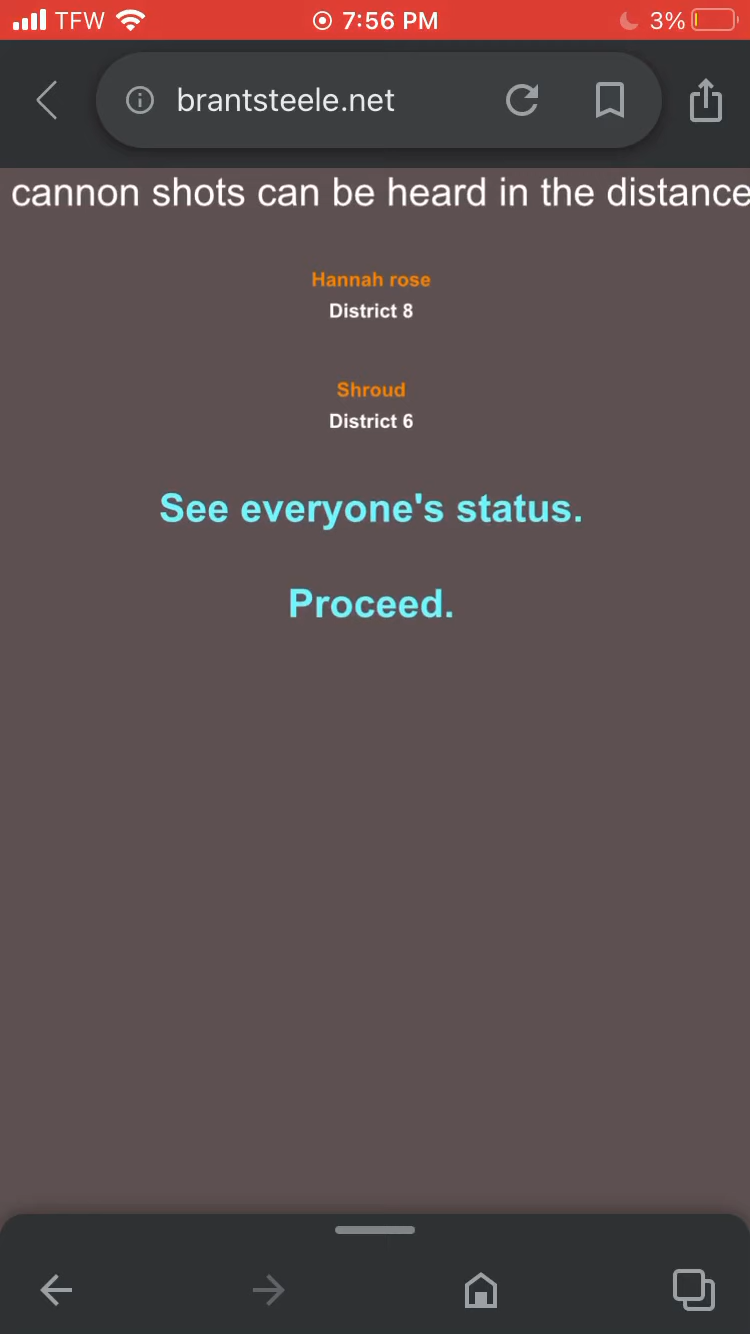 TFW 7:56 PM 3%
brantsteele.net
cannon shots can be heard in the distance
Hannah rose
District 8
Shroud
District 6
See everyone's status.
Proceed.